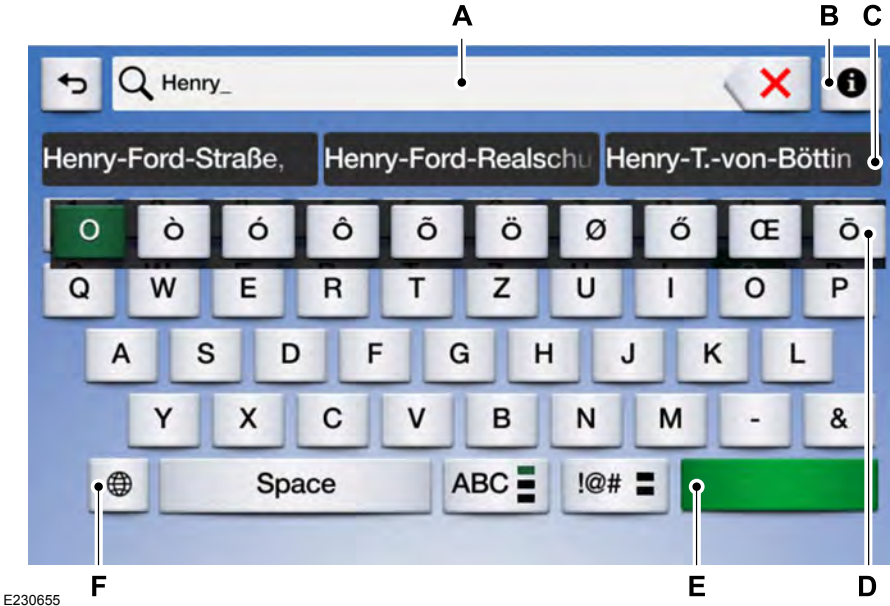 A B C
Henry_
Henry-Ford-Straße, Henry-Ford-Realschu Henry-T.-von-Böttin
O Ò Ó Ô Õ Ö Ø Ő Œ Ō
Q W E R T Z U I O P
A S D F G H J K L
Y X C V B N M - &
Space ABC !@#
F E D
E230655